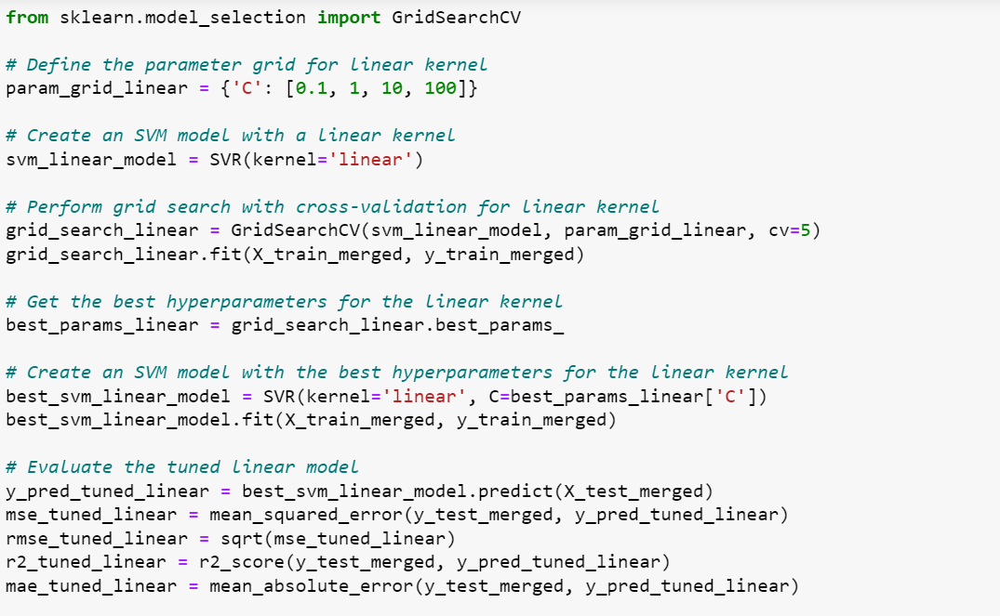 from sklearn.model_selection import GridSearchCV
# Define the parameter grid for linear kernel
param_grid_linear = {'C': [0.1, 1, 10, 100]}
# Create an SVM model with a linear kernel
svm_linear_model = SVR(kernel='linear')
# Perform grid search with cross-validation for linear kernel
grid_search_linear = GridSearchCV(svm_linear_model, param_grid_linear, cv=5)
grid_search_linear.fit(X_train_merged, y_train_merged)
# Get the best hyperparameters for the linear kernel
best_params_linear = grid_search_linear.best_params_
# Create an SVM model with the best hyperparameters for the linear kernel
best_svm_linear_model = SVR(kernel='linear', C=best_params_linear['C'])
best_svm_linear_model.fit(X_train_merged, y_train_merged)
# Evaluate the tuned linear model
y_pred_tuned_linear = best_svm_linear_model.predict(X_test_merged)
mse_tuned_linear = mean_squared_error(y_test_merged, y_pred_tuned_linear)
rmse_tuned_linear = sqrt(mse_tuned_linear)
r2_tuned_linear = r2_score(y_test_merged, y_pred_tuned_linear)
mae_tuned_linear = mean_absolute_error(y_test_merged, y_pred_tuned_linear)